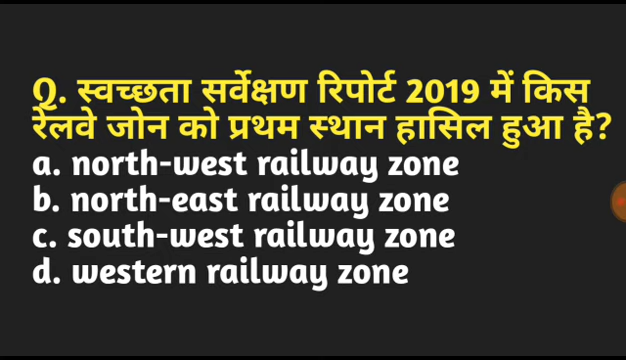 Q. स्वच्छता सर्वेक्षण रिपोर्ट 2019 में किस
रेलवे जोन को प्रथम स्थान हासिल हुआ है?
a. north-west railway zone
b. north-east railway zone
c. south-west railway zone
d. western railway zone